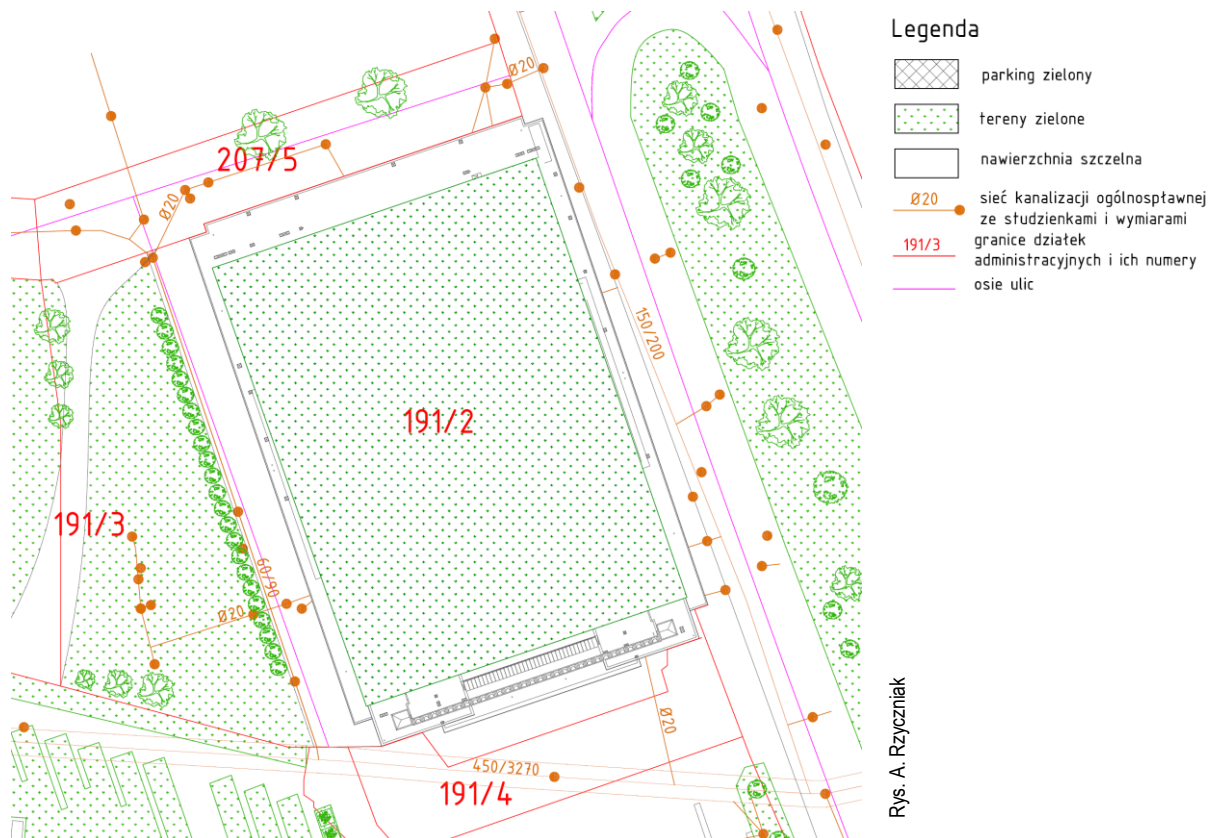 Legenda
parking zielony
tereny zielone
nawierzchnia szczelna
Ø20
sieć kanalizacji ogólnospławnej
ze studzienkami i wymiarami
191/3
granice działek
administracyjnych i ich numery
osie ulic
Ø20
207/5
Ø20
150/200
191/2
191/3
60/90
Ø20
Ø20
450/3270
191/4
Rys. A. Rzyczniak